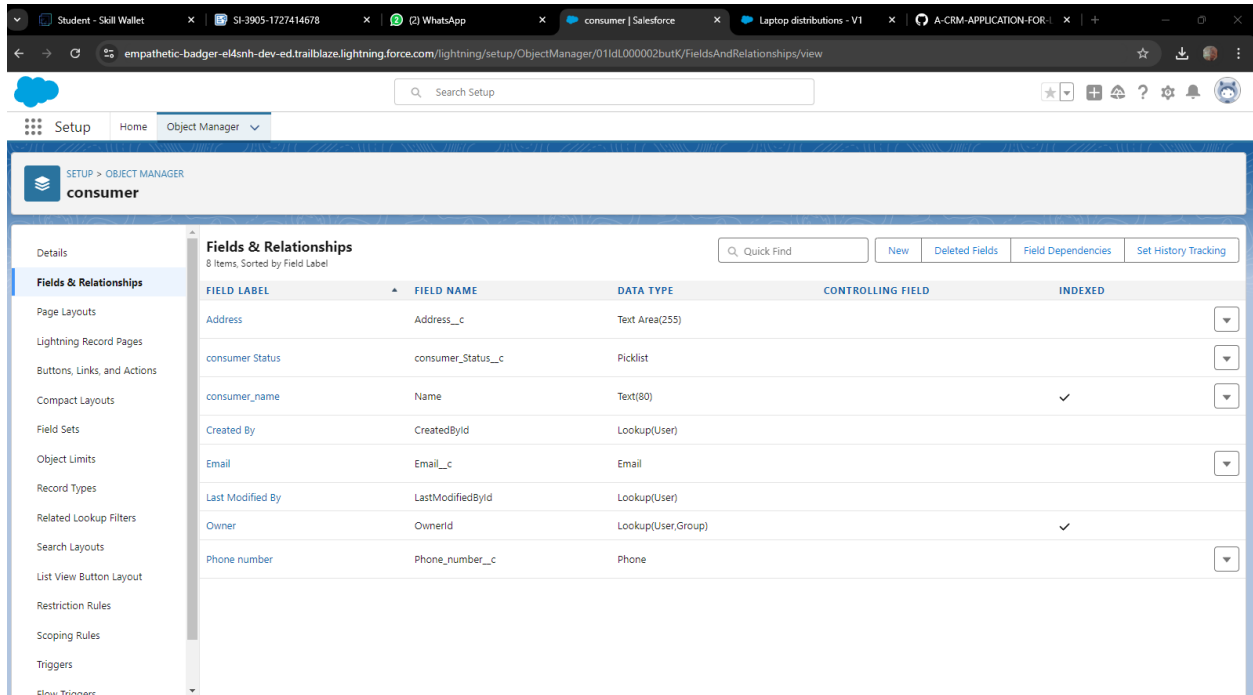 Student - Skill Wallet
SI-3905-1727414678
(2) WhatsApp
consumer | Salesforce
Laptop distributions - V1
A-CRM-APPLICATION-FOR-L
empathetic-badger-el4snh-dev-ed.trailblaze.lightning.force.com/lightning/setup/ObjectManager/01IdL000002butK/FieldsAndRelationships/view
Search Setup
Setup Home Object Manager
SETUP > OBJECT MANAGER
consumer
Details
Fields & Relationships
Page Layouts
Lightning Record Pages
Buttons, Links, and Actions
Compact Layouts
Field Sets
Object Limits
Record Types
Related Lookup Filters
Search Layouts
List View Button Layout
Restriction Rules
Scoping Rules
Triggers
Flow Triggers
Fields & Relationships
8 Items, Sorted by Field Label
Quick Find New Deleted Fields Field Dependencies Set History Tracking
FIELD LABEL FIELD NAME DATA TYPE CONTROLLING FIELD INDEXED
Address Address__c Text Area(255)
consumer Status consumer_Status__c Picklist
consumer_name Name Text(80)
Created By CreatedById Lookup(User)
Email Email__c Email
Last Modified By LastModifiedById Lookup(User)
Owner OwnerId Lookup(User,Group)
Phone number Phone_number__c Phone